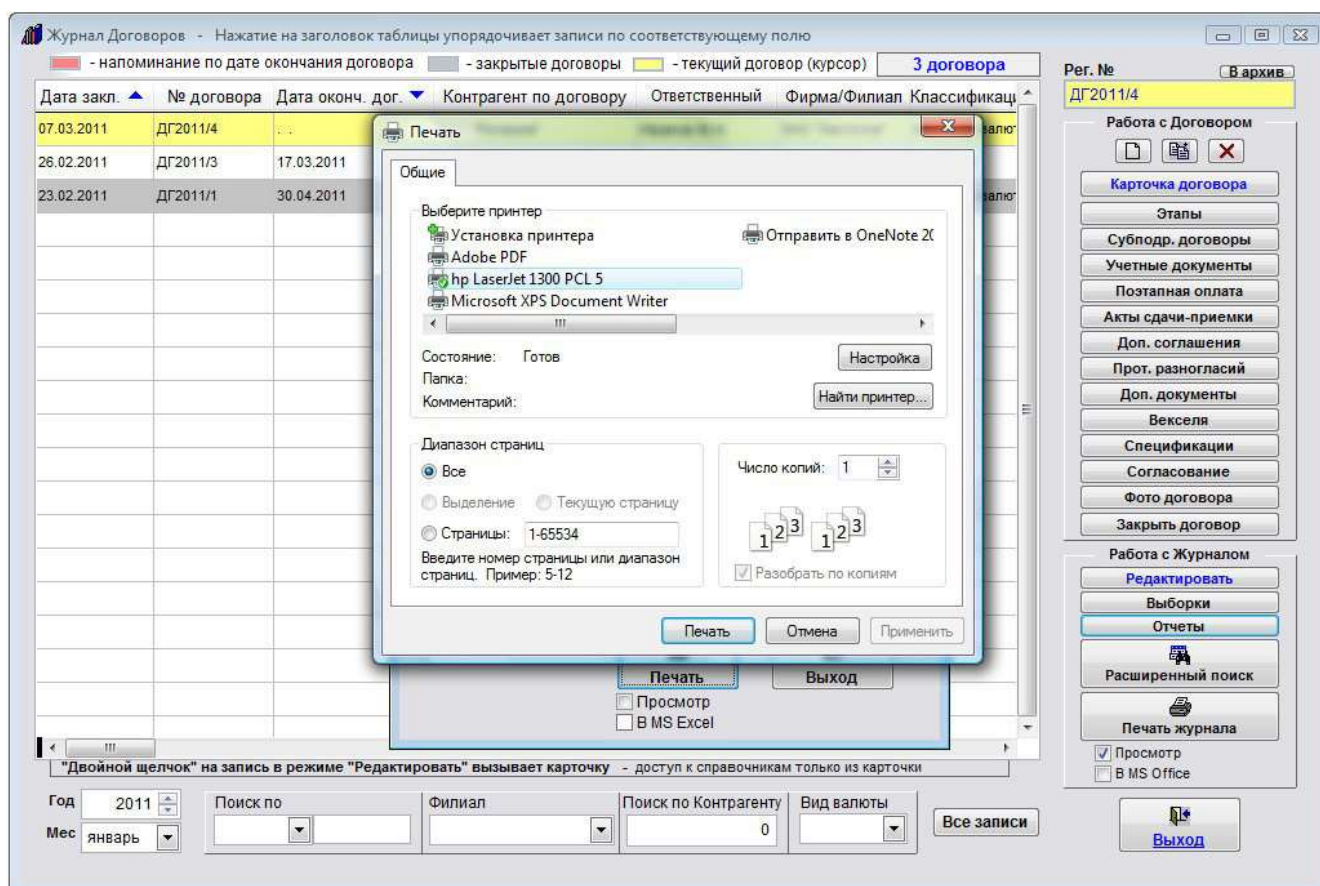 Журнал Договоров - Нажатие на заголовок таблицы упорядочивает записи по соответствующему полю
- напоминание по дате окончания договора - закрытые договоры - текущий договор (курсор) 3 договора
Дата закл. № договора Дата оконч. дог. Контрагент по договору Ответственный Фирма/Филиал Классификаци
07.03.2011 ДГ2011/4 . .
26.02.2011 ДГ2011/3 17.03.2011
23.02.2011 ДГ2011/1 30.04.2011
Печать
Общие
Выберите принтер
Установка принтера Отправить в OneNote 20
Adobe PDF
hp LaserJet 1300 PCL 5
Microsoft XPS Document Writer
Состояние: Готов Настройка
Папка:
Комментарий: Найти принтер...
Диапазон страниц
Все
Выделение Текущую страницу
Страницы: 1-65534
Введите номер страницы или диапазон
страниц. Пример: 5-12
Число копий: 1
1 2 3 1 2 3
Разобрать по копиям
Печать Отмена Применить
Печать Выход
Просмотр
В MS Excel
"Двойной щелчок" на запись в режиме "Редактировать" вызывает карточку - доступ к справочникам только из карточки
Год 2011
Мес январь
Поиск по
Филиал
Поиск по Контрагенту
0
Вид валюты
Все записи
Рег. № В архив
ДГ2011/4
Работа с Договором
Карточка договора
Этапы
Субподр. договоры
Учетные документы
Поэтапная оплата
Акты сдачи-приемки
Доп. соглашения
Прот. разногласий
Доп. документы
Векселя
Спецификации
Согласование
Фото договора
Закрыть договор
Работа с Журналом
Редактировать
Выборки
Отчеты
Расширенный поиск
Печать журнала
Просмотр
В MS Office
Выход